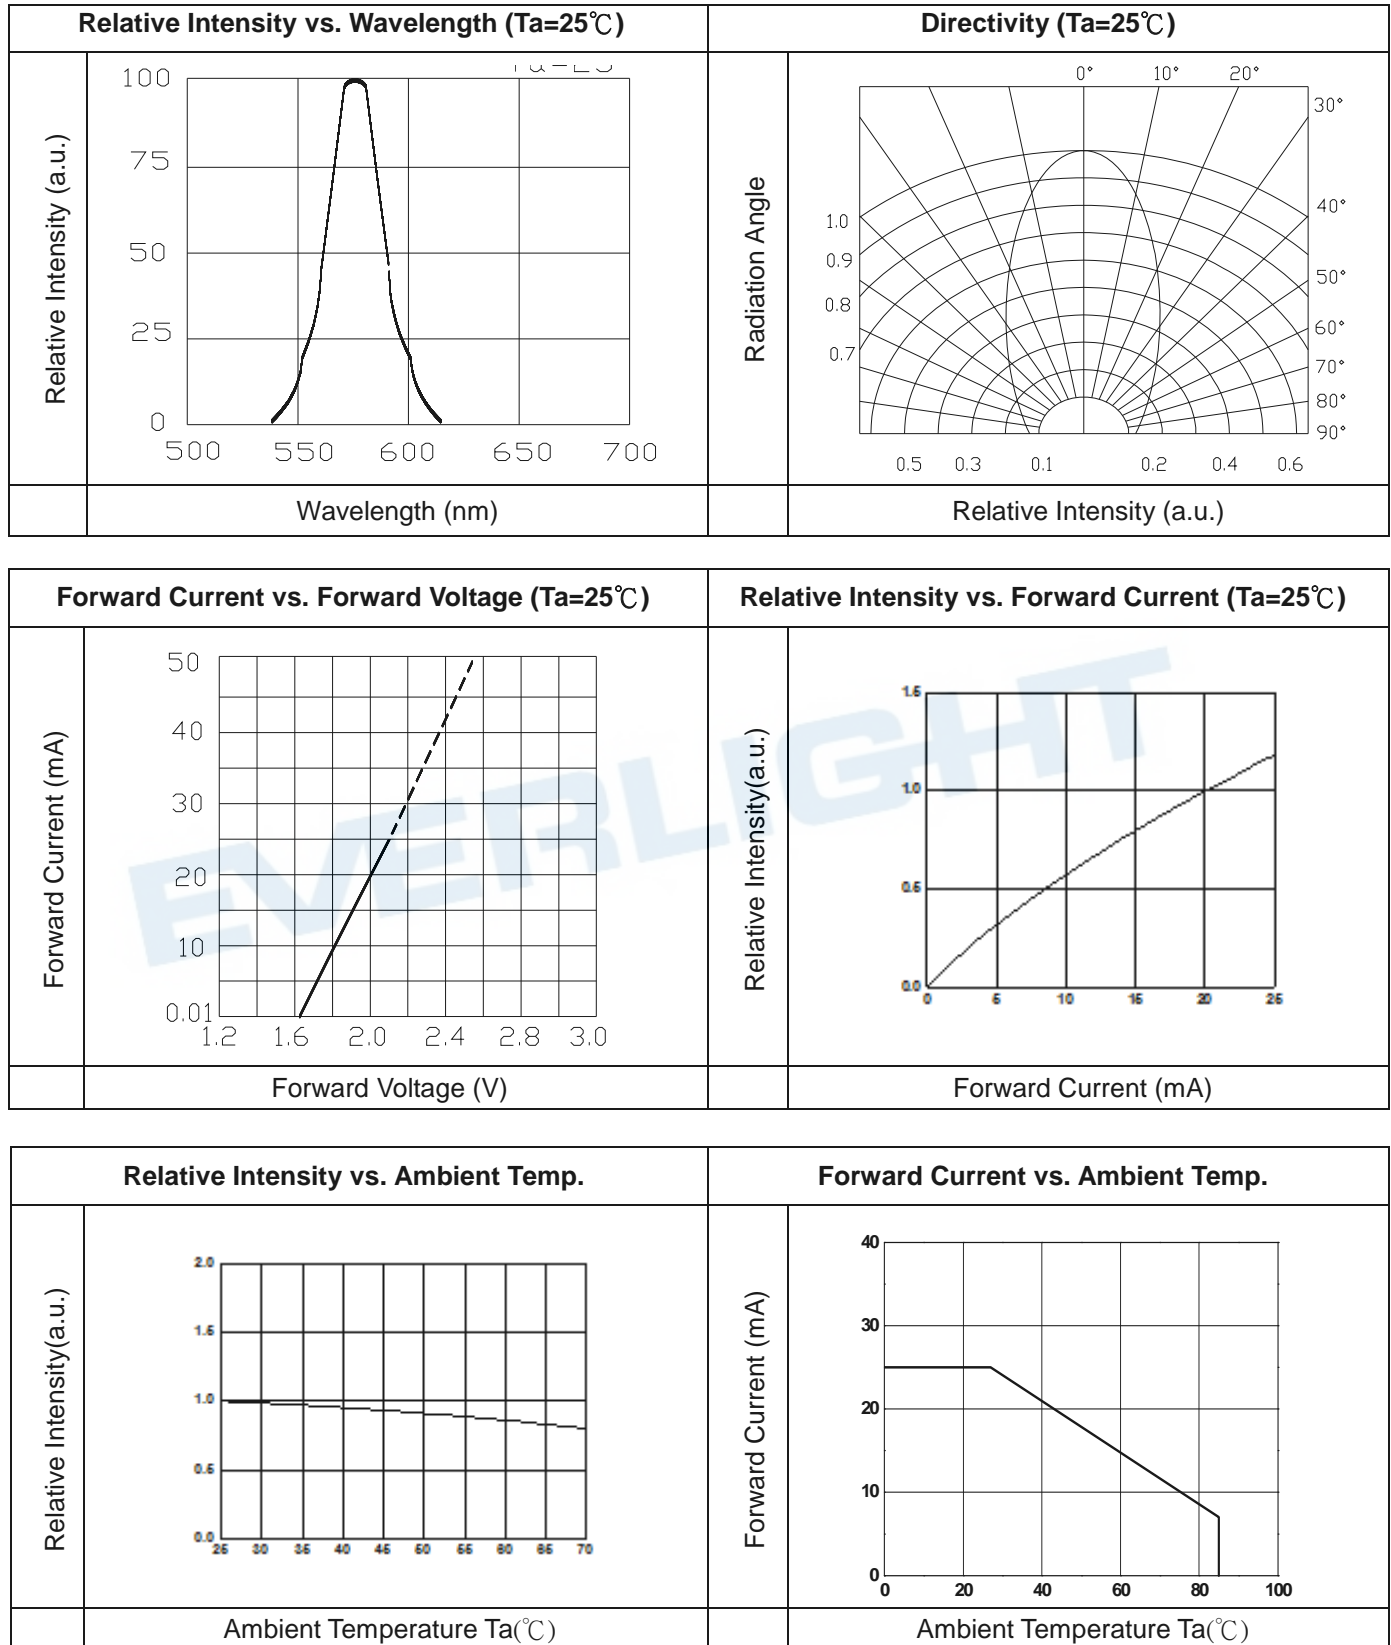 Relative Intensity vs. Wavelength (Ta=25℃)
Relative Intensity (a.u.)
100
75
50
25
0
500 550 600 650 700
Wavelength (nm)
Directivity (Ta=25℃)
Radiation Angle
0° 10° 20°
30°
40°
50°
60°
70°
80°
90°
1.0
0.9
0.8
0.7
0.5 0.3 0.1 0.2 0.4 0.6
Relative Intensity (a.u.)
Forward Current vs. Forward Voltage (Ta=25℃)
Forward Current (mA)
50
40
30
20
10
0.01
1.2 1.6 2.0 2.4 2.8 3.0
Forward Voltage (V)
Relative Intensity vs. Forward Current (Ta=25℃)
Relative Intensity(a.u.)
1.5
1.0
0.5
0.0
0 5 10 15 20 25
Forward Current (mA)
EVERLIGHT
Relative Intensity vs. Ambient Temp.
Relative Intensity(a.u.)
2.0
1.5
1.0
0.5
0.0
25 30 35 40 45 50 55 60 65 70
Ambient Temperature Ta(℃)
Forward Current vs. Ambient Temp.
Forward Current (mA)
40
30
20
10
0
0 20 40 60 80 100
Ambient Temperature Ta(℃)